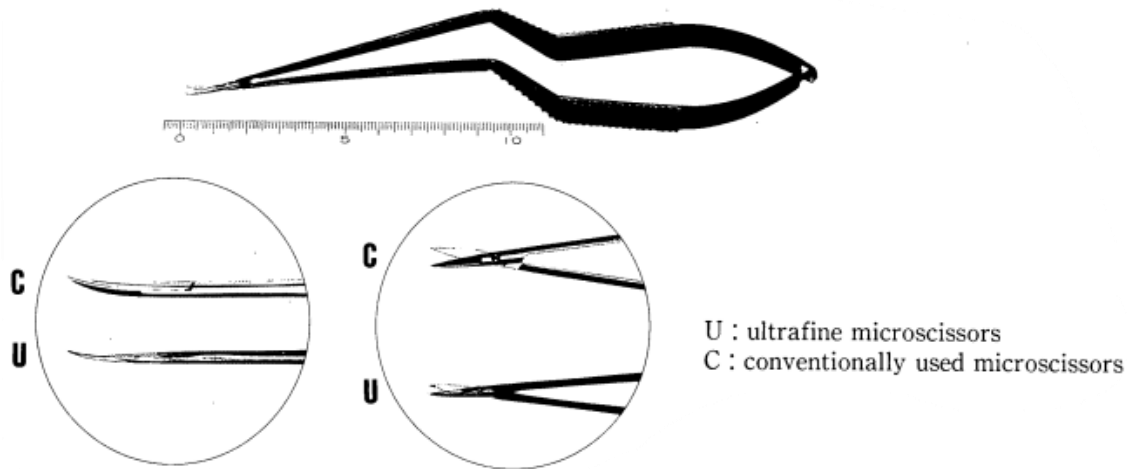 0 5 10
C C
U U
U : ultrafine microscissors
C : conventionally used microscissors